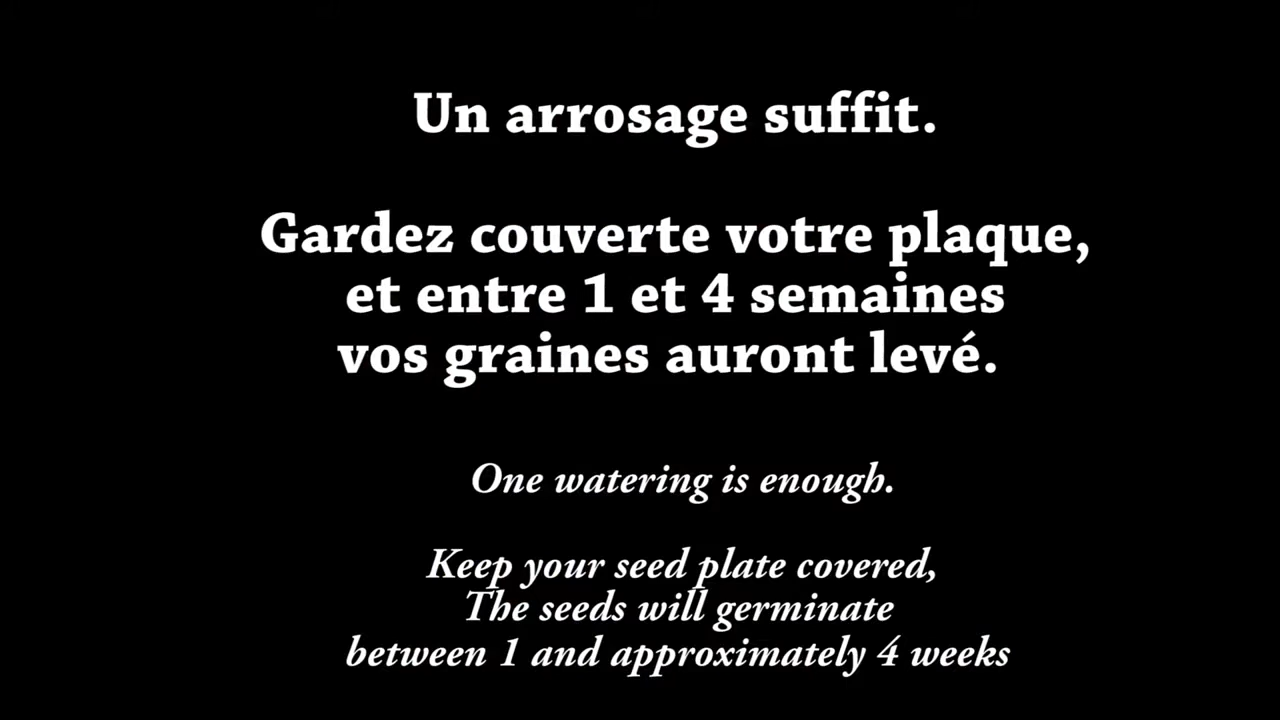 Un arrosage suffit.
Gardez couverte votre plaque,
et entre 1 et 4 semaines
vos graines auront levé.
One watering is enough.
Keep your seed plate covered,
The seeds will germinate
between 1 and approximately 4 weeks